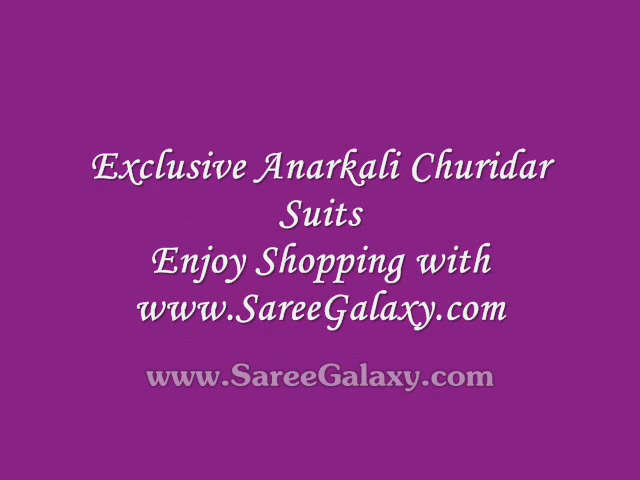 Exclusive Anarkali Churidar
Suits
Enjoy Shopping with
www.SareeGalaxy.com
www.SareeGalaxy.com